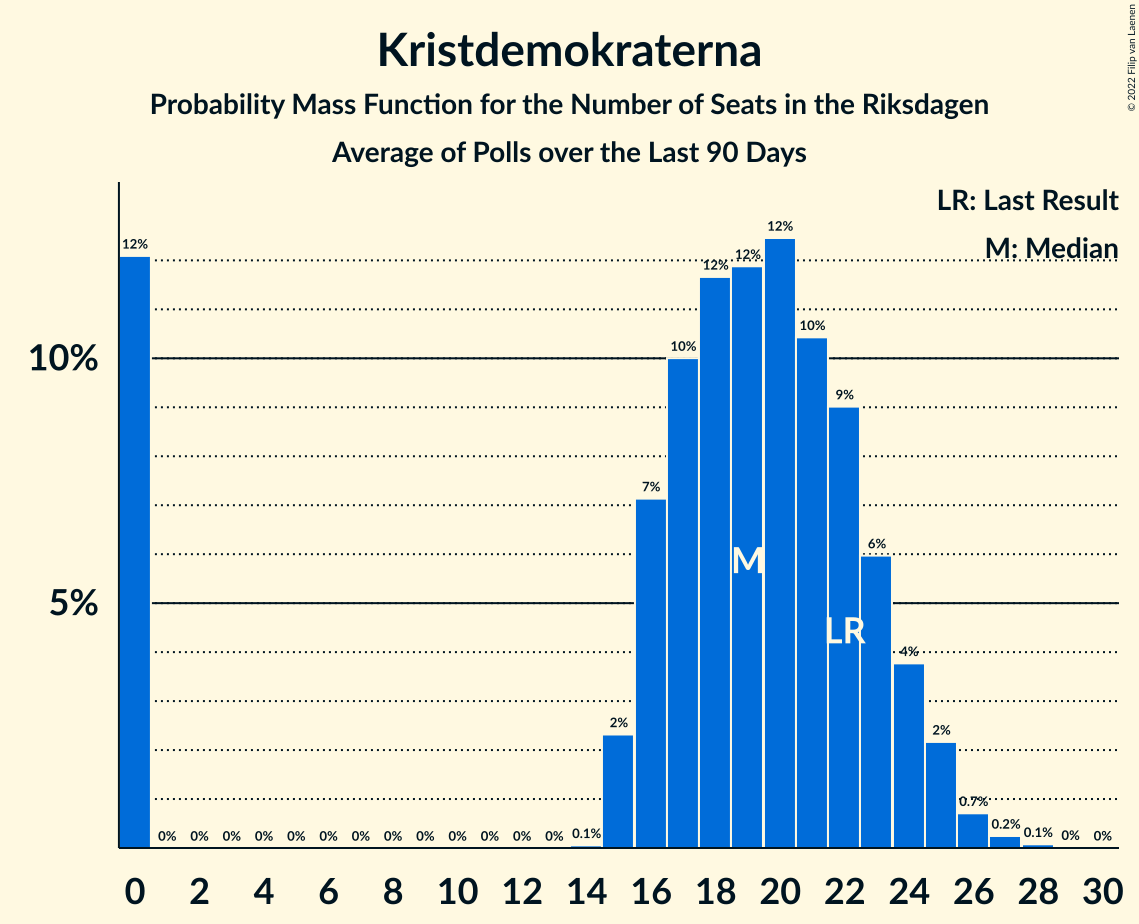 © 2022 Filip van Laenen
Kristdemokraterna
Probability Mass Function for the Number of Seats in the Riksdagen
Average of Polls over the Last 90 Days
LR: Last Result
M: Median
12% 0% 0% 0% 0% 0% 0% 0% 0% 0% 0% 0% 0% 0% 0.1% 2% 7% 10% 12% 12% 12% 10% 9% 6% 4% 2% 0.7% 0.2% 0.1% 0% 0%
10%
5%
M
LR
0 2 4 6 8 10 12 14 16 18 20 22 24 26 28 30